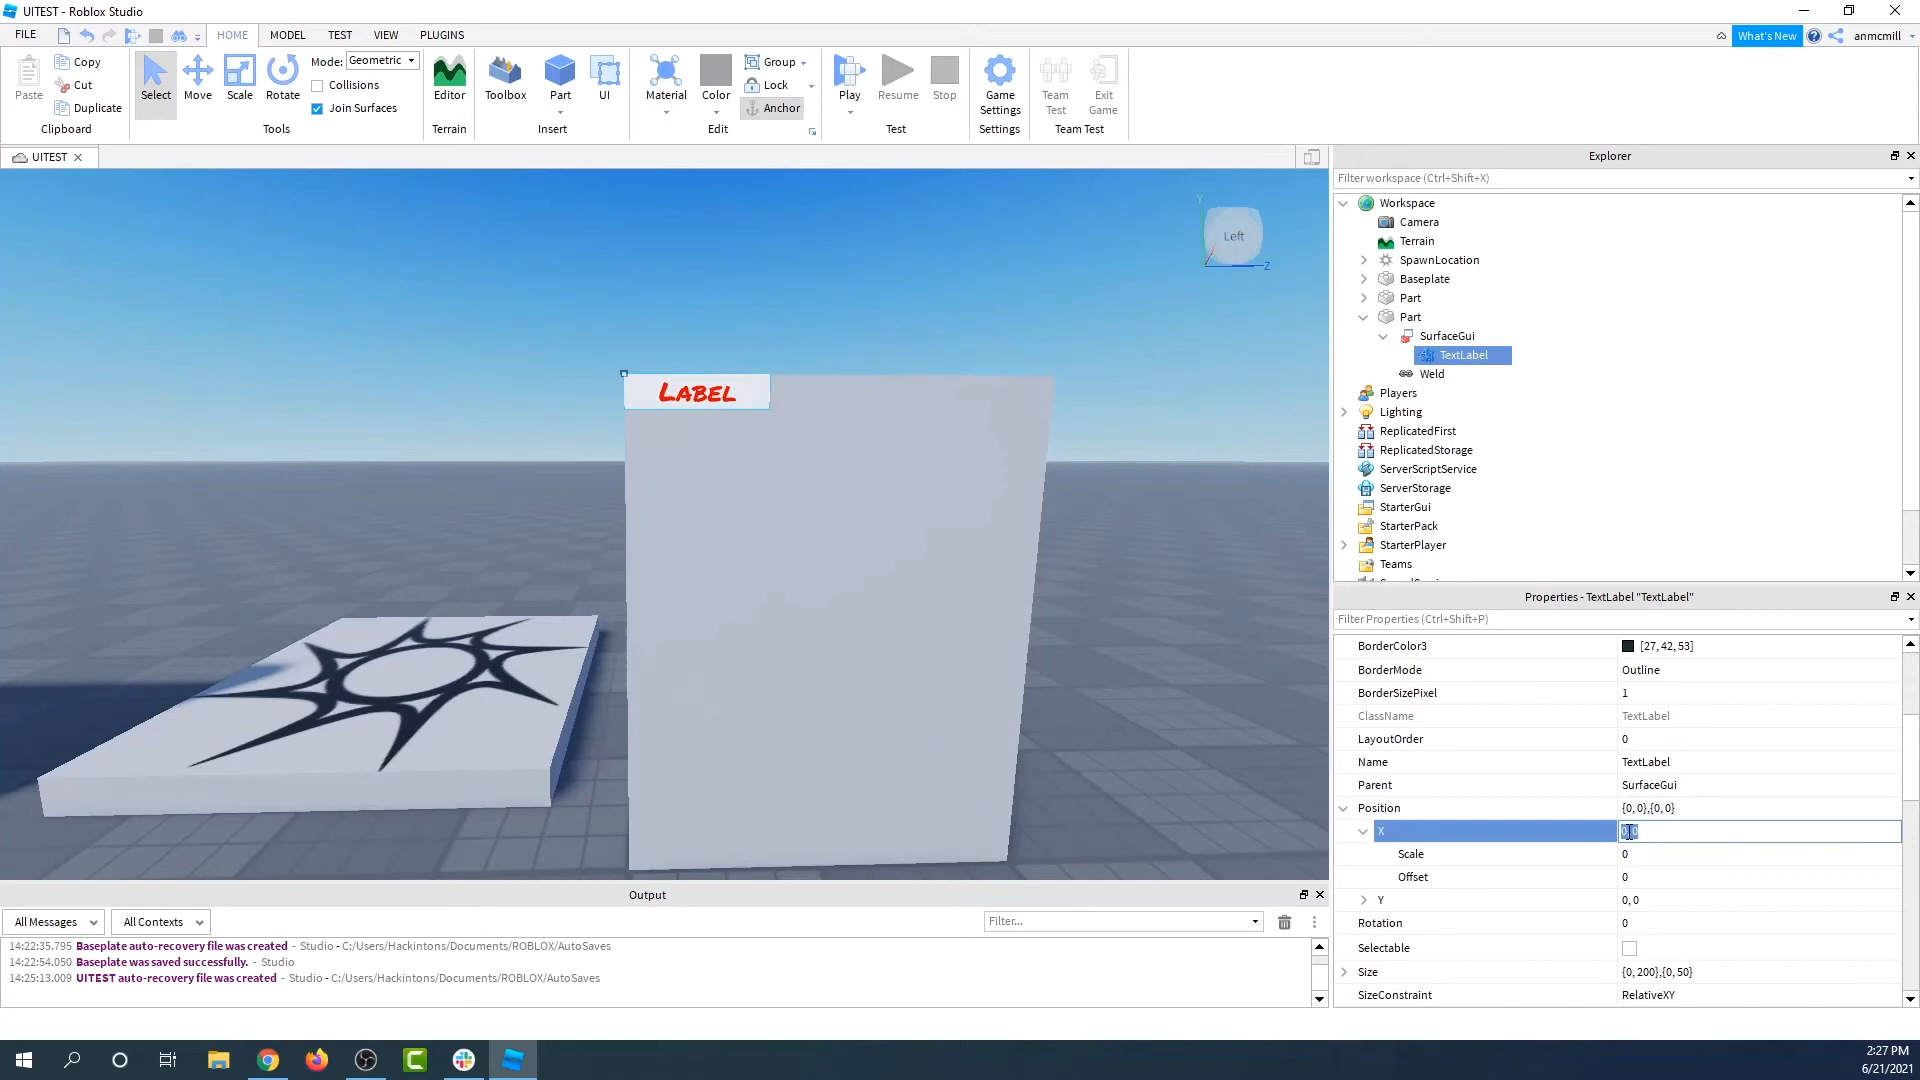 UITEST - Roblox Studio
FILE HOME MODEL TEST VIEW PLUGINS What's New anmcmill
Paste Copy Cut Duplicate Clipboard
Select Move Scale Rotate Mode: Geometric Collisions Join Surfaces Tools
Editor Terrain
Toolbox Part UI Insert
Material Color Group Lock Anchor Edit
Play Resume Stop Test
Game Settings Settings
Team Test Exit Game Team Test
UITEST
Left
Y
Z
LABEL
Explorer
Filter workspace (Ctrl+Shift+X)
Workspace
Camera
Terrain
SpawnLocation
Baseplate
Part
Part
SurfaceGui
TextLabel
Weld
Players
Lighting
ReplicatedFirst
ReplicatedStorage
ServerScriptService
ServerStorage
StarterGui
StarterPack
StarterPlayer
Teams
Properties - TextLabel "TextLabel"
Filter Properties (Ctrl+Shift+P)
BorderColor3 [27, 42, 53]
BorderMode Outline
BorderSizePixel 1
ClassName TextLabel
LayoutOrder 0
Name TextLabel
Parent SurfaceGui
Position {0, 0},{0, 0}
X 0, 0
Scale 0
Offset 0
Y 0, 0
Rotation 0
Selectable
Size {0, 200},{0, 50}
SizeConstraint RelativeXY
Output
All Messages All Contexts Filter...
14:22:35.795 Baseplate auto-recovery file was created - Studio - C:/Users/Hackintons/Documents/ROBLOX/AutoSaves
14:22:54.050 Baseplate was saved successfully. - Studio
14:25:13.009 UITEST auto-recovery file was created - Studio - C:/Users/Hackintons/Documents/ROBLOX/AutoSaves
2:27 PM
6/21/2021